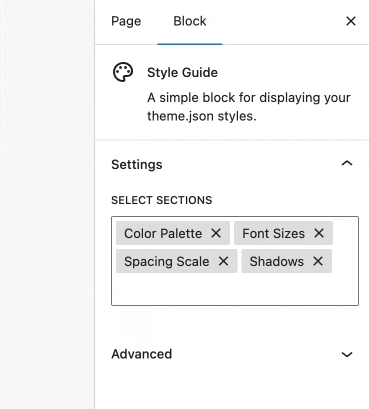 Page Block
Style Guide
A simple block for displaying your
theme.json styles.
Settings
SELECT SECTIONS
Color Palette Font Sizes
Spacing Scale Shadows
Advanced